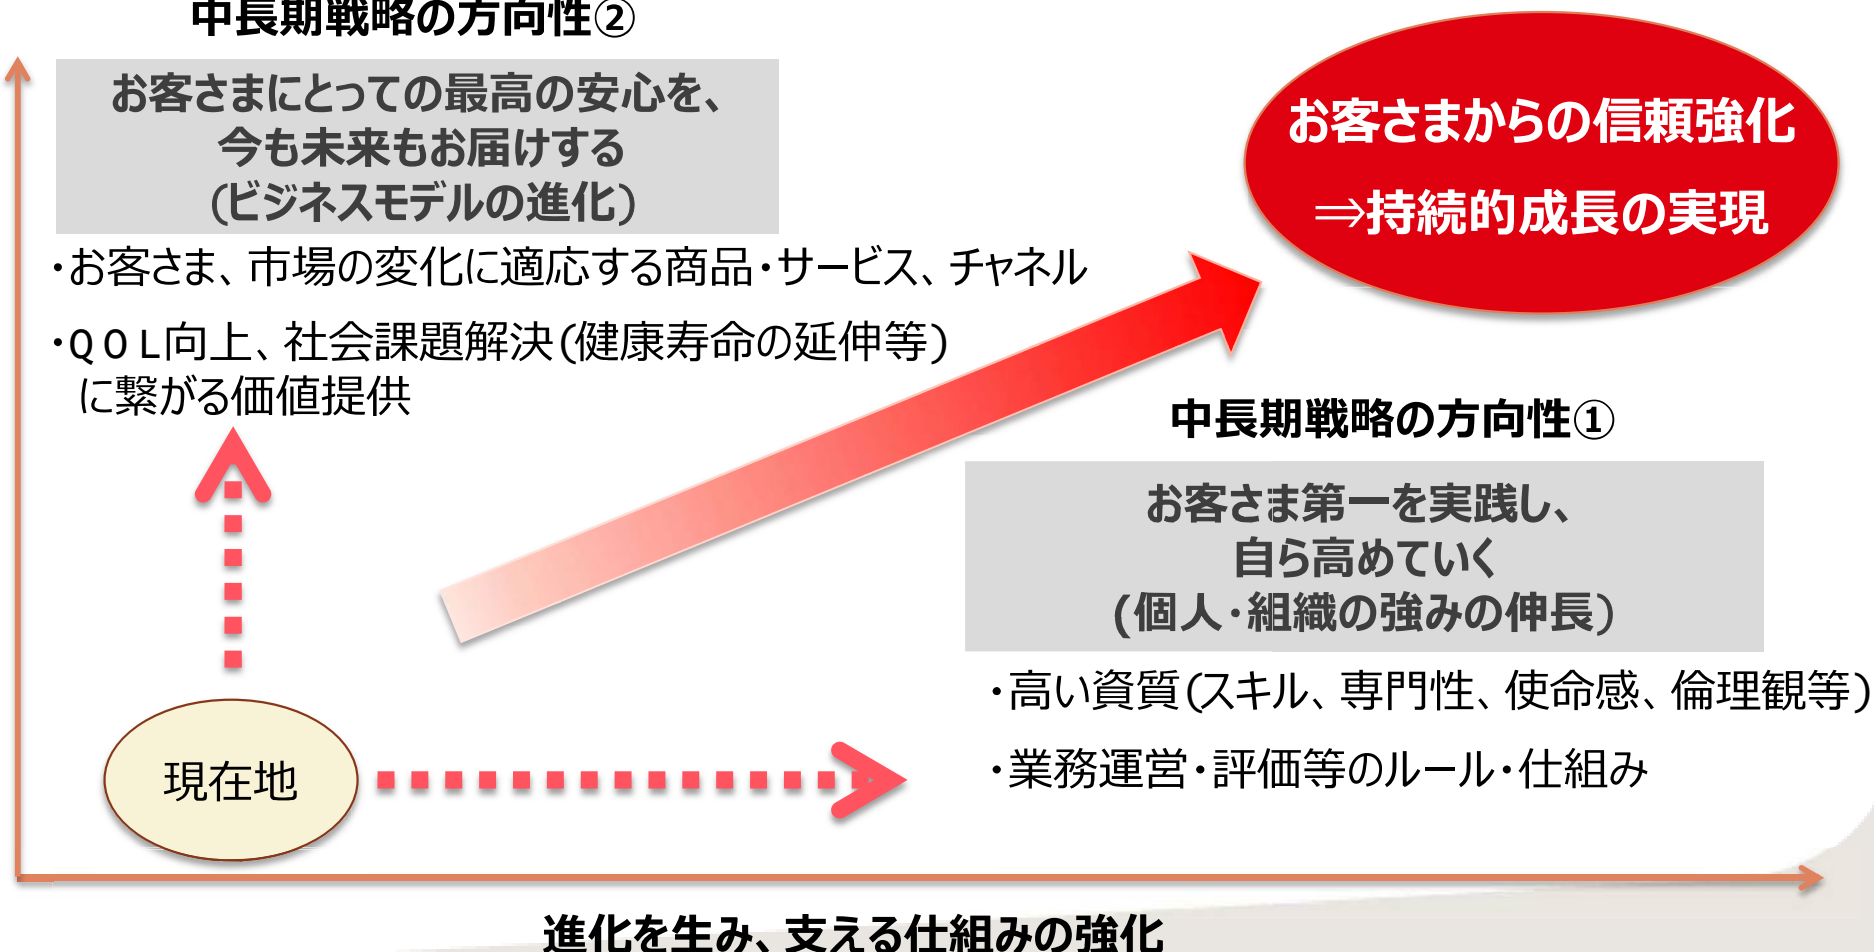 中長期戦略の方向性②
お客さまにとっての最高の安心を、
今も未来もお届けする
(ビジネスモデルの進化)
・お客さま、市場の変化に適応する商品・サービス、チャネル
・QOL向上、社会課題解決(健康寿命の延伸等)
に繋がる価値提供
お客さまからの信頼強化
⇒持続的成長の実現
中長期戦略の方向性①
お客さま第一を実践し、
自ら高めていく
(個人・組織の強みの伸長)
・高い資質(スキル、専門性、使命感、倫理観等)
・業務運営・評価等のルール・仕組み
現在地
進化を生み、支える仕組みの強化